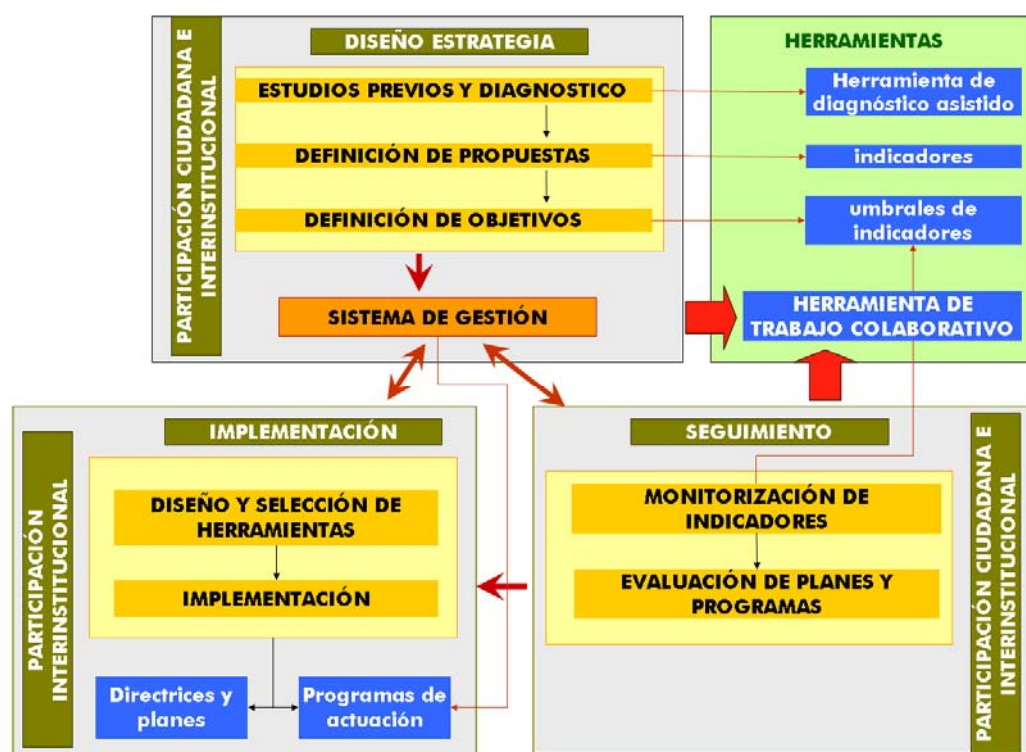 PARTICIPACIÓN CIUDADANA E
INTERINSTITUCIONAL
DISEÑO ESTRATEGIA
ESTUDIOS PREVIOS Y DIAGNOSTICO
DEFINICIÓN DE PROPUESTAS
DEFINICIÓN DE OBJETIVOS
SISTEMA DE GESTIÓN
HERRAMIENTAS
Herramienta de
diagnóstico asistido
indicadores
umbrales de
indicadores
HERRAMIENTA DE
TRABAJO COLABORATIVO
PARTICIPACIÓN
INTERINSTITUCIONAL
IMPLEMENTACIÓN
DISEÑO Y SELECCIÓN DE
HERRAMIENTAS
IMPLEMENTACIÓN
Directrices y
planes
Programas de
actuación
SEGUIMIENTO
MONITORIZACIÓN DE
INDICADORES
EVALUACIÓN DE PLANES Y
PROGRAMAS
PARTICIPACIÓN CIUDADANA E
INTERINSTITUCIONAL